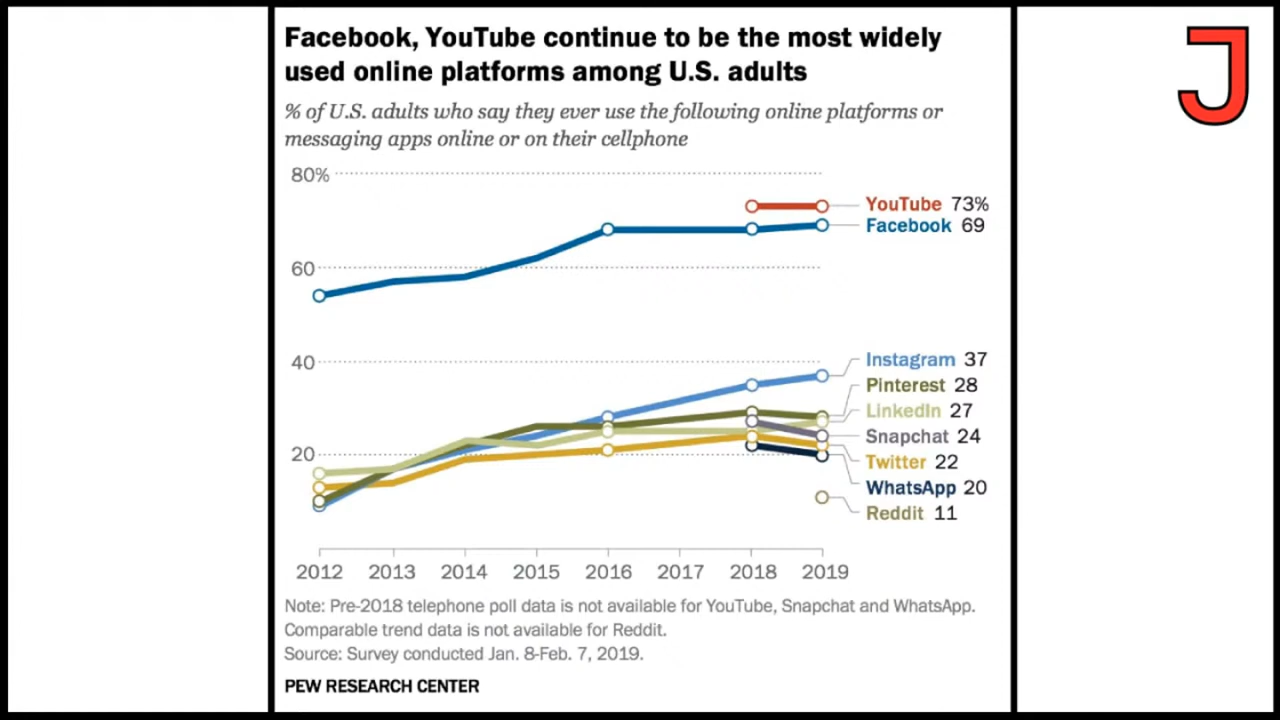 Facebook, YouTube continue to be the most widely
used online platforms among U.S. adults
% of U.S. adults who say they ever use the following online platforms or
messaging apps online or on their cellphone
J
80%
YouTube 73%
Facebook 69
60
40
Instagram 37
Pinterest 28
LinkedIn 27
Snapchat 24
20
Twitter 22
WhatsApp 20
Reddit 11
2012 2013 2014 2015 2016 2017 2018 2019
Note: Pre-2018 telephone poll data is not available for YouTube, Snapchat and WhatsApp.
Comparable trend data is not available for Reddit.
Source: Survey conducted Jan. 8-Feb. 7, 2019.
PEW RESEARCH CENTER